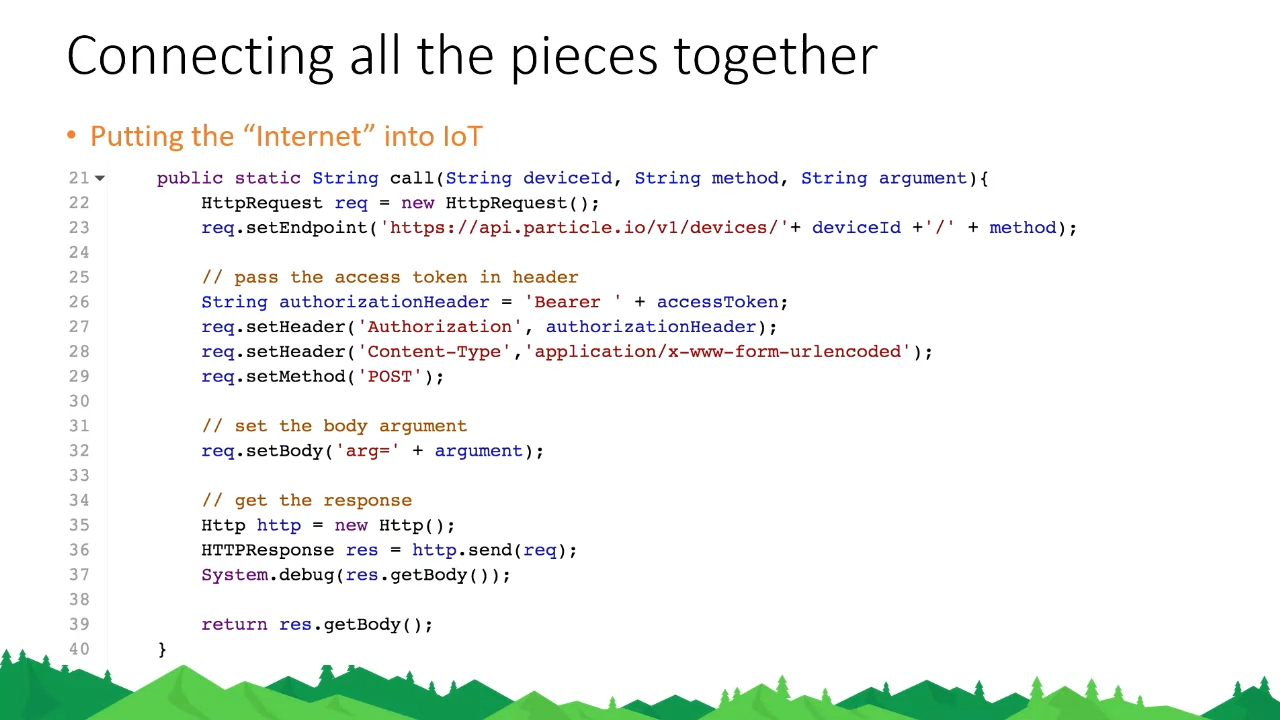 Connecting all the pieces together
• Putting the “Internet” into IoT
21 public static String call(String deviceId, String method, String argument){
22 HttpRequest req = new HttpRequest();
23 req.setEndpoint('https://api.particle.io/v1/devices/'+ deviceId +'/' + method);
24
25 // pass the access token in header
26 String authorizationHeader = 'Bearer ' + accessToken;
27 req.setHeader('Authorization', authorizationHeader);
28 req.setHeader('Content-Type','application/x-www-form-urlencoded');
29 req.setMethod('POST');
30
31 // set the body argument
32 req.setBody('arg=' + argument);
33
34 // get the response
35 Http http = new Http();
36 HTTPResponse res = http.send(req);
37 System.debug(res.getBody());
38
39 return res.getBody();
40 }